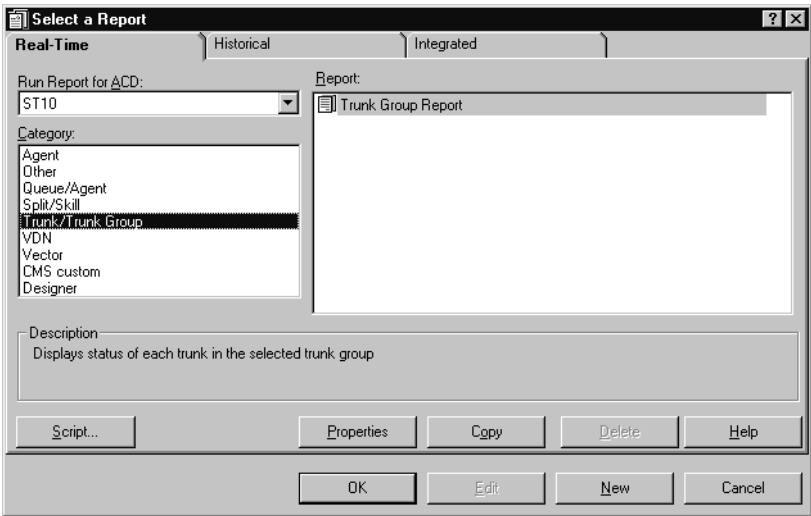 Select a Report
Real-Time
Historical
Integrated
Run Report for ACD:
ST10
Category:
Agent
Other
Queue/Agent
Split/Skill
Trunk/Trunk Group
VDN
Vector
CMS custom
Designer
Report:
Trunk Group Report
Description
Displays status of each trunk in the selected trunk group
Script...
Properties
Copy
Delete
Help
OK
Edit
New
Cancel